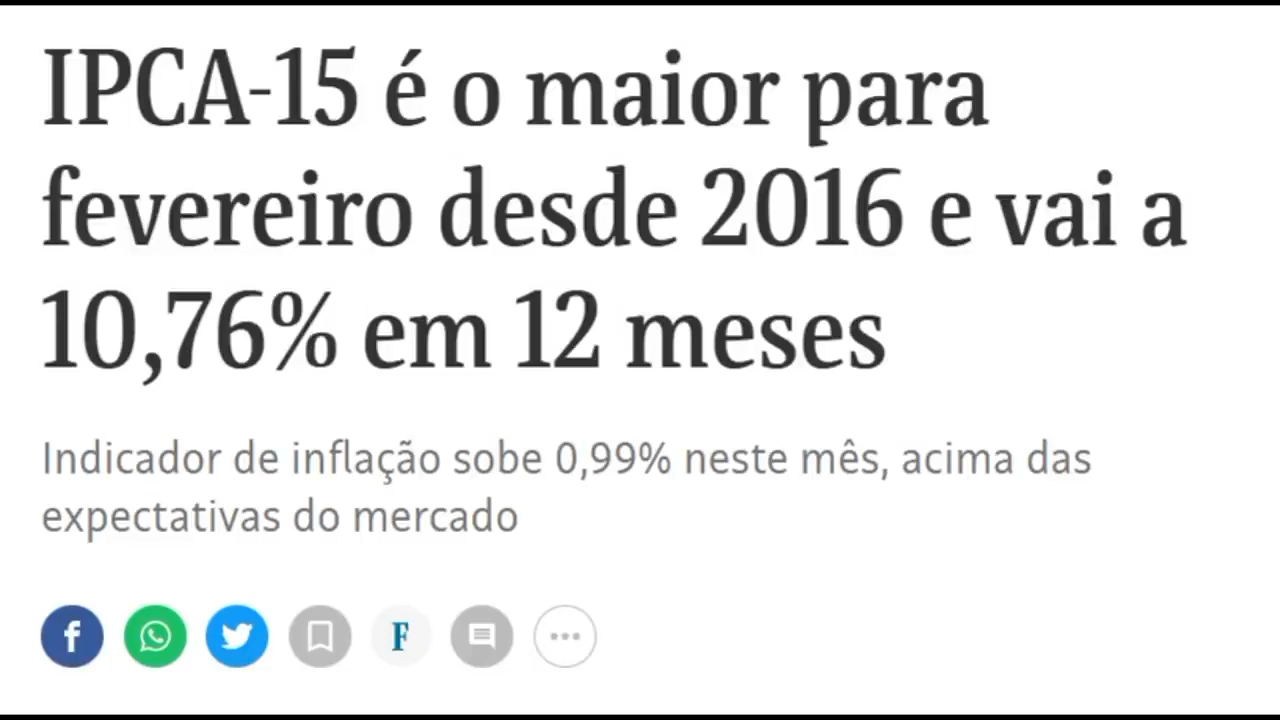 IPCA-15 é o maior para
fevereiro desde 2016 e vai a
10,76% em 12 meses
Indicador de inflação sobe 0,99% neste mês, acima das
expectativas do mercado
f F